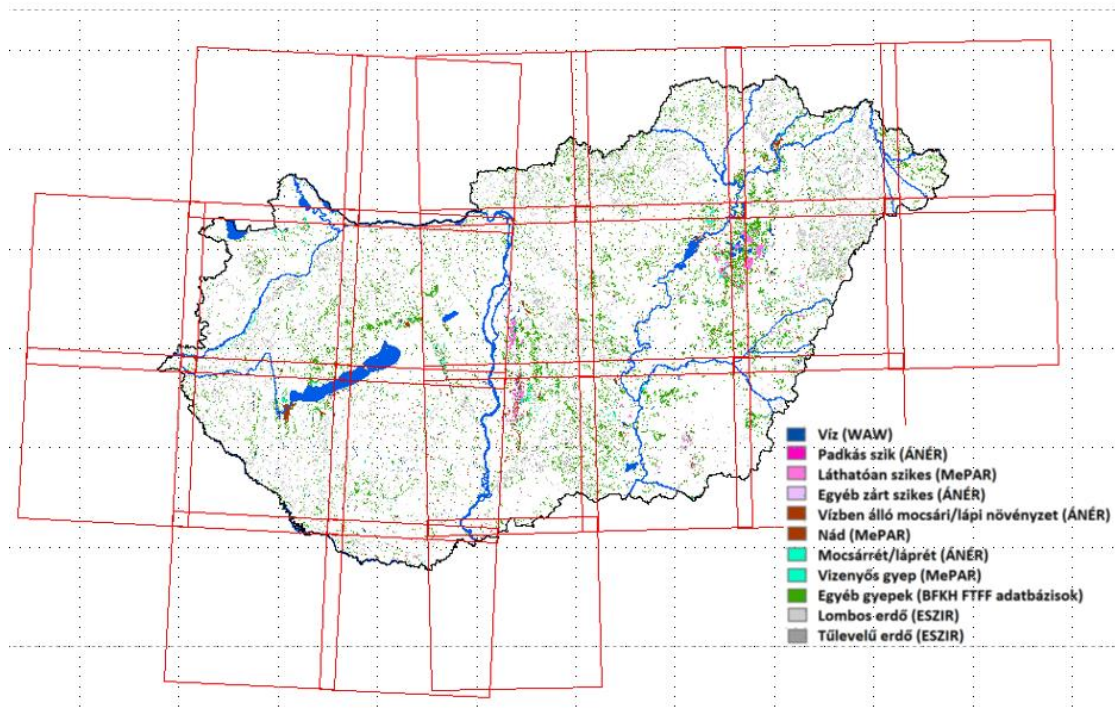 Víz (WAW)
Padkás szik (ÁNÉR)
Láthatóan szikes (MePAR)
Egyéb zárt szikes (ÁNÉR)
Vízben álló mocsári/lápi növényzet (ÁNÉR)
Nád (MePAR)
Mocsárrét/láprét (ÁNÉR)
Vizenyős gyep (MePAR)
Egyéb gyepek (BFKH FTFF adatbázisok)
Lombos erdő (ESZIR)
Tűlevelű erdő (ESZIR)